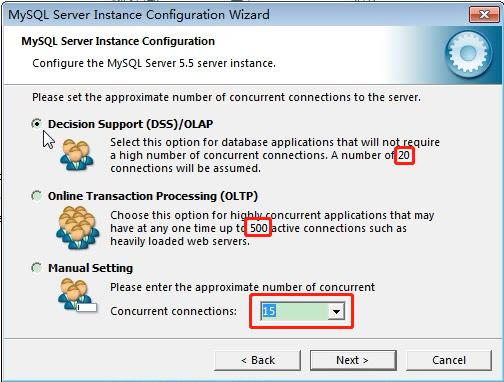 MySQL Server Instance Configuration Wizard
MySQL Server Instance Configuration
Configure the MySQL Server 5.5 server instance.
Please set the approximate number of concurrent connections to the server.
Decision Support (DSS)/OLAP
Select this option for database applications that will not require
a high number of concurrent connections. A number of 20
connections will be assumed.
Online Transaction Processing (OLTP)
Choose this option for highly concurrent applications that may
have at any one time up to 500 active connections such as
heavily loaded web servers.
Manual Setting
Please enter the approximate number of concurrent
Concurrent connections: 15
< Back Next > Cancel